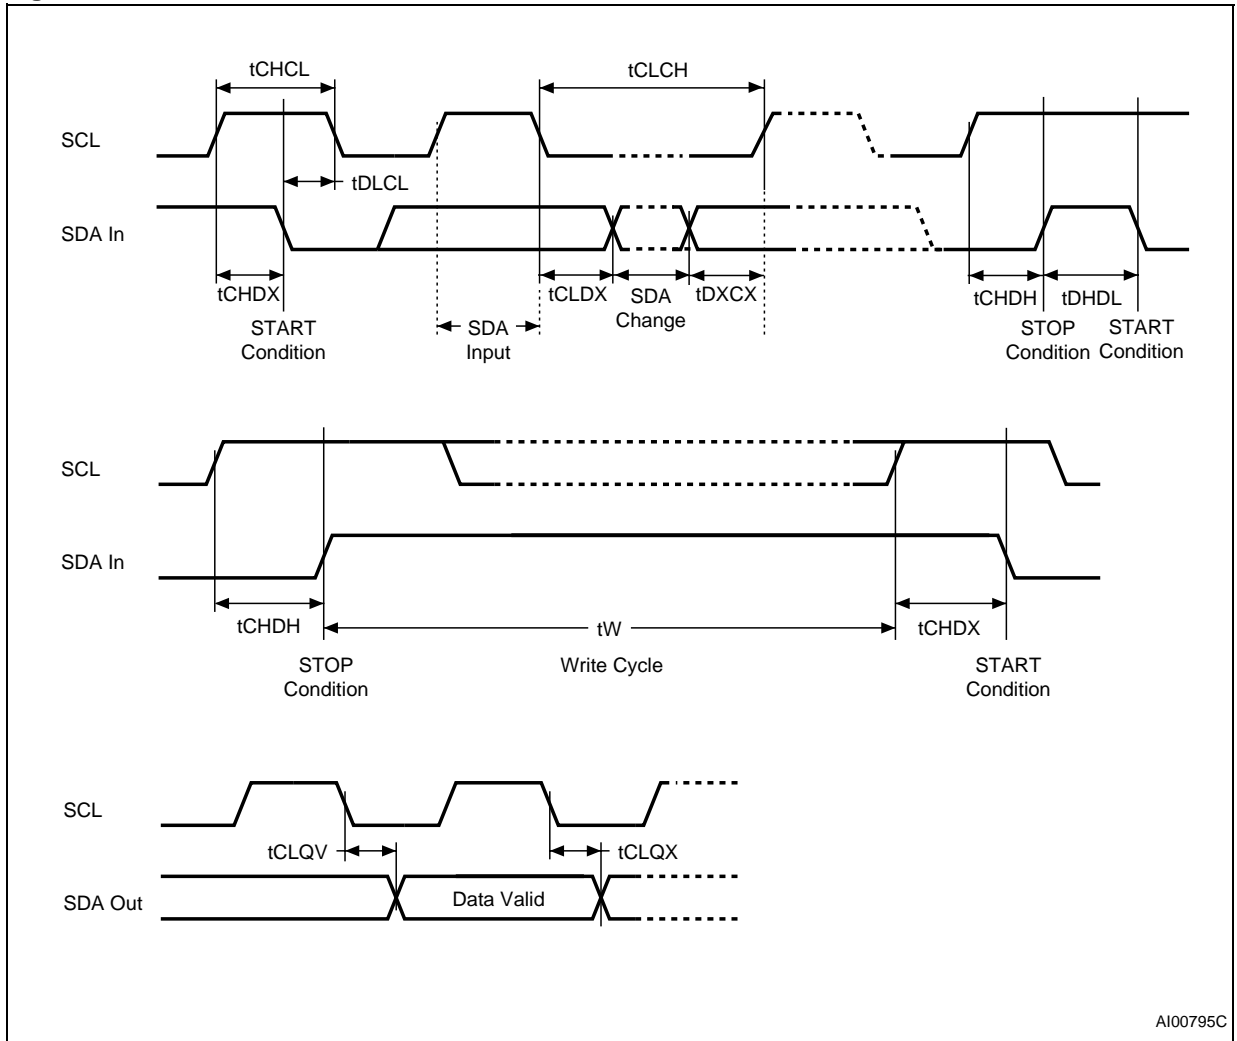 tCHCL
tCLCH
SCL
tDLCL
SDA In
tCHDX
tCLDX
SDA
Change
tDXCX
tCHDH
tDHDL
START
Condition
SDA
Input
STOP
Condition
START
Condition
SCL
SDA In
tCHDH
tW
tCHDX
STOP
Condition
Write Cycle
START
Condition
SCL
tCLQV
tCLQX
SDA Out
Data Valid
AI00795C